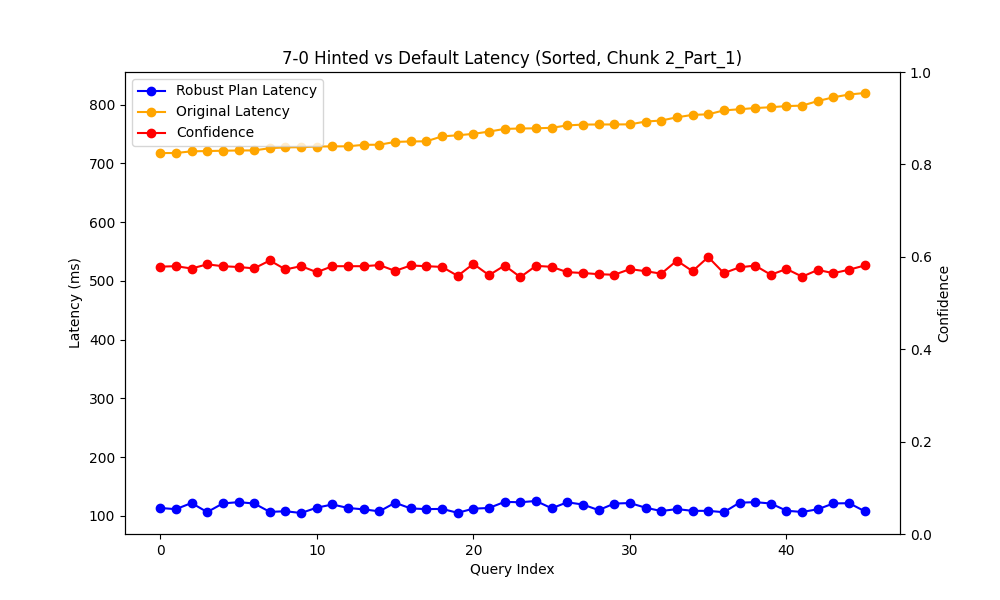 7-0 Hinted vs Default Latency (Sorted, Chunk 2_Part_1)
Robust Plan Latency
Original Latency
Confidence
800
700
600
500
400
300
200
100
Latency (ms)
1.0
0.8
0.6
0.4
0.2
0.0
Confidence
0
10
20
30
40
Query Index